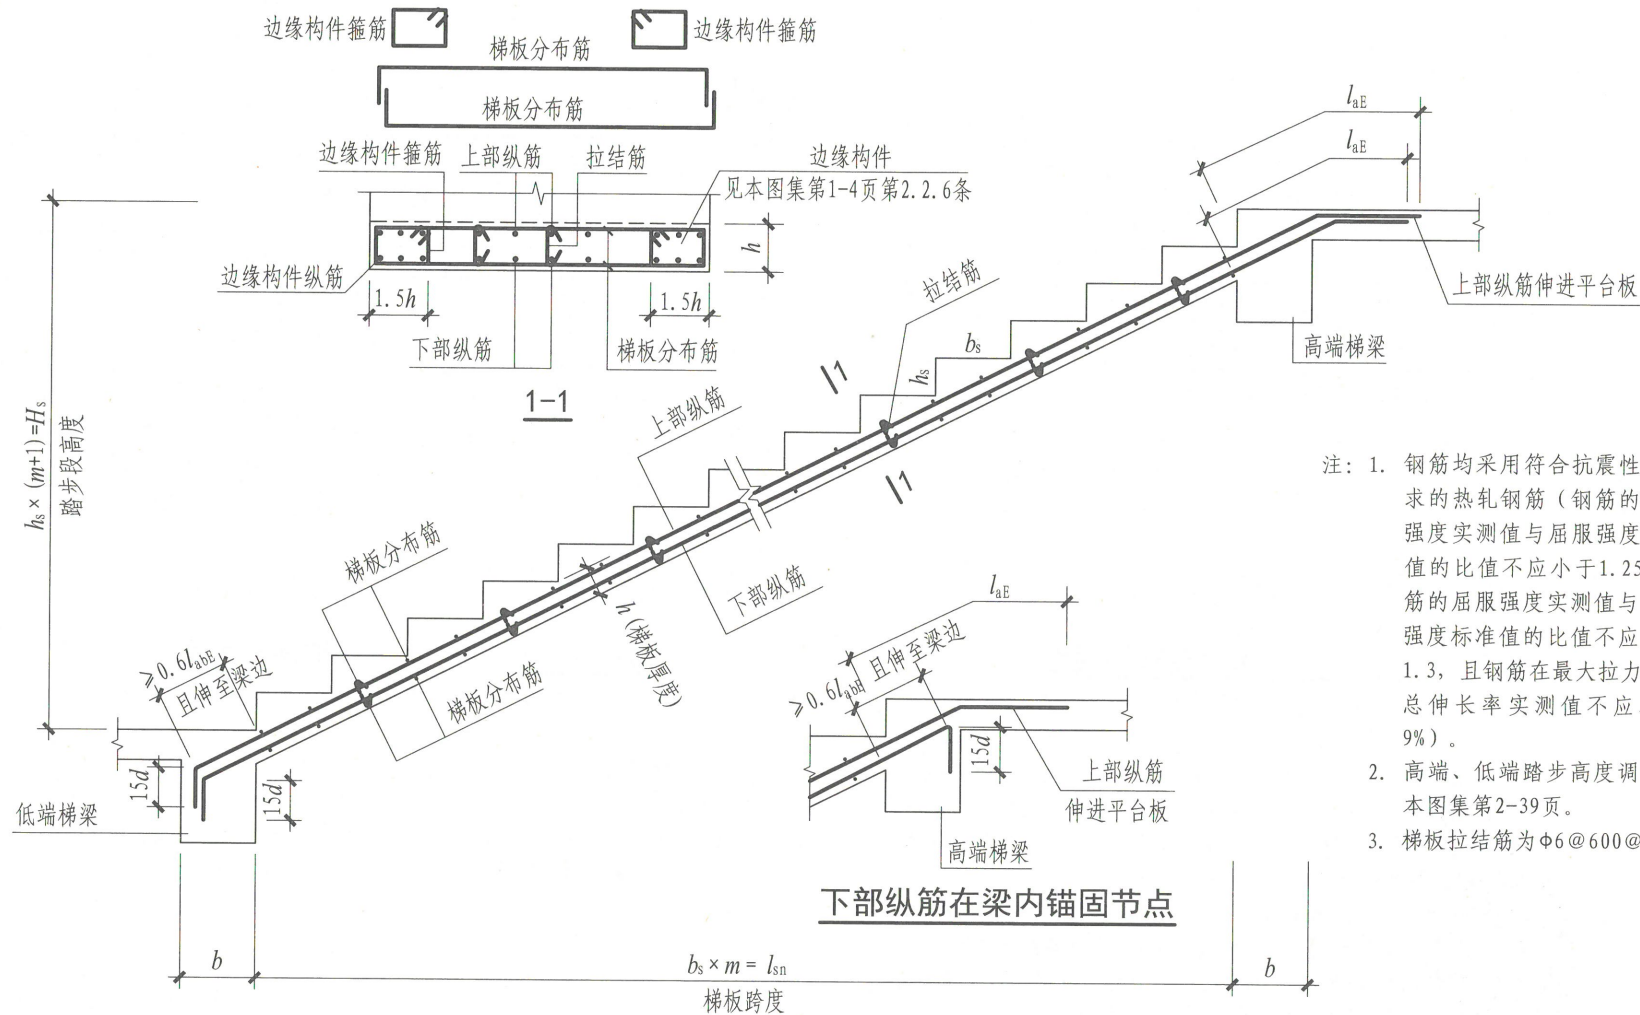 边缘构件箍筋
边缘构件箍筋
梯板分布筋
梯板分布筋
边缘构件箍筋
上部纵筋
拉结筋
边缘构件
见本图集第1-4页第2.2.6条
h
边缘构件纵筋
1.5h
1.5h
下部纵筋
梯板分布筋
1-1
laE
laE
上部纵筋伸进平台板
高端梯梁
拉结筋
bs
hs
1
1
上部纵筋
下部纵筋
hs×(m+1)=Hs
踏步段高度
梯板分布筋
梯板分布筋
h(梯板厚度)
≥0.6labE
且伸至梁边
15d
15d
低端梯梁
laE
≥0.6labE
且伸至梁边
15d
上部纵筋
伸进平台板
高端梯梁
下部纵筋在梁内锚固节点
b
bs×m=lsn
梯板跨度
b
注: 1. 钢筋均采用符合抗震性
求的热轧钢筋（钢筋的
强度实测值与屈服强度
值的比值不应小于1.25
筋的屈服强度实测值与
强度标准值的比值不应
1.3, 且钢筋在最大拉力
总伸长率实测值不应
9%）。
2. 高端、低端踏步高度调
本图集第2-39页。
3. 梯板拉结筋为Φ6@600@